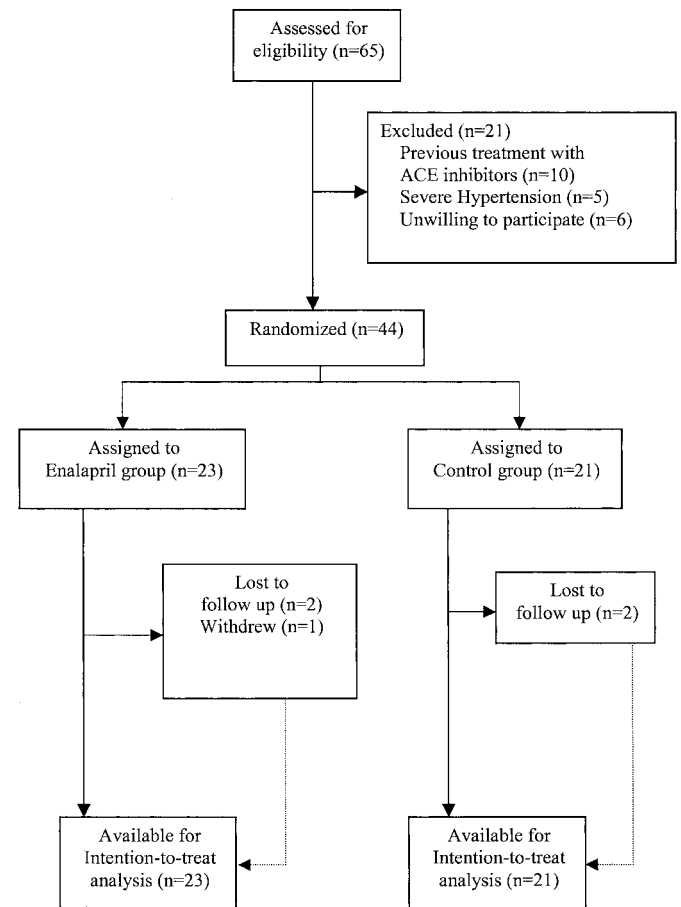 Assessed for
eligibility (n=65)
Excluded (n=21)
Previous treatment with
ACE inhibitors (n=10)
Severe Hypertension (n=5)
Unwilling to participate (n=6)
Randomized (n=44)
Assigned to
Enalapril group (n=23)
Assigned to
Control group (n=21)
Lost to
follow up (n=2)
Withdrew (n=1)
Lost to
follow up (n=2)
Available for
Intention-to-treat
analysis (n=23)
Available for
Intention-to-treat
analysis (n=21)